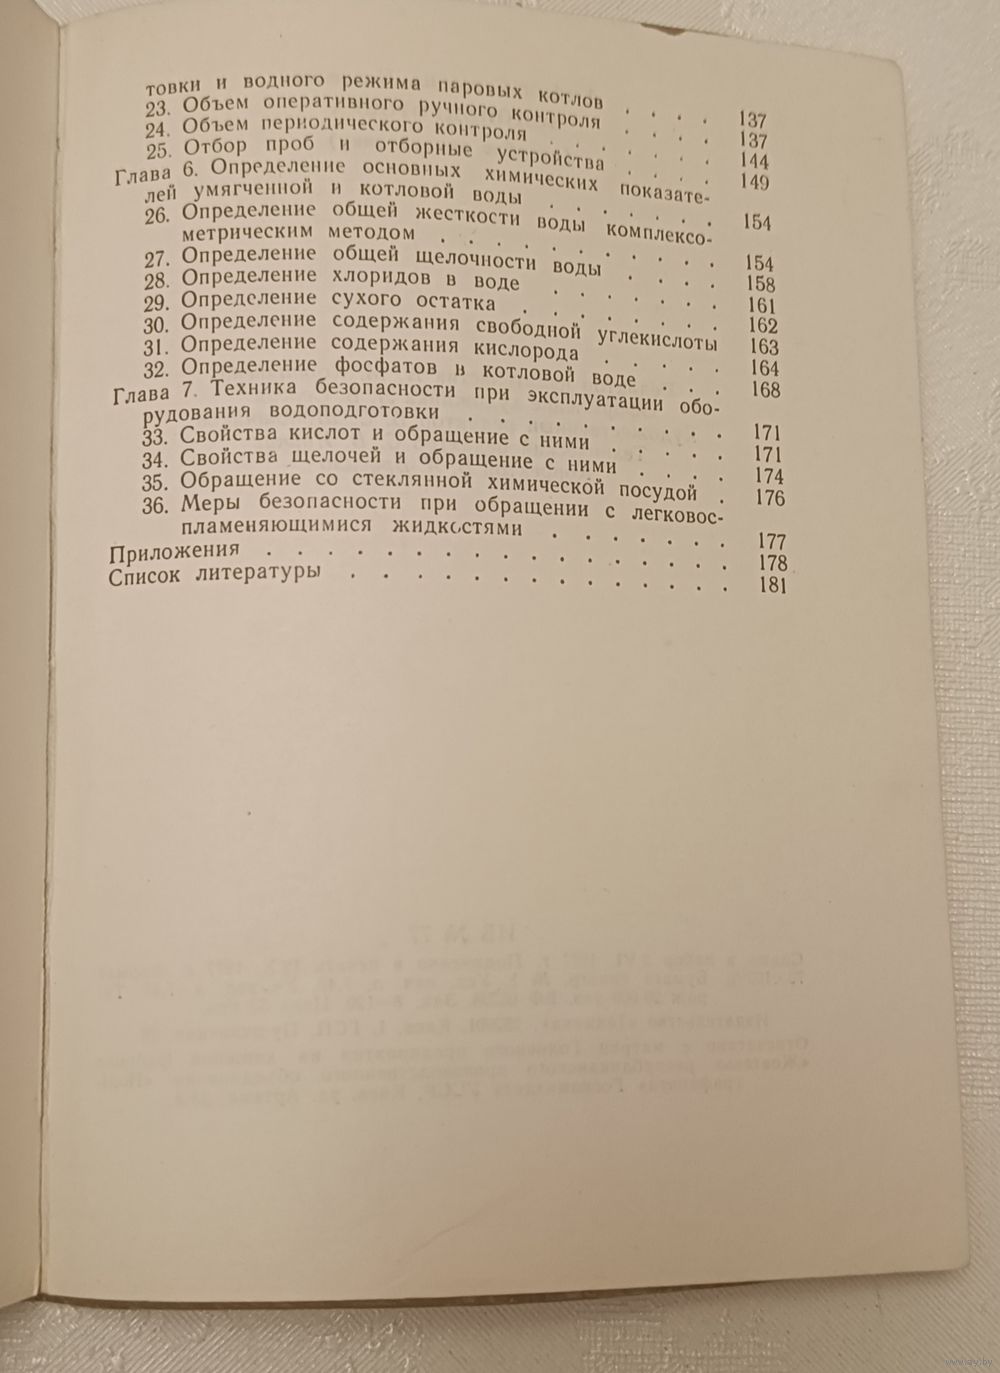 товки и водного режима паровых котлов . . . . 137
23. Объем оперативного ручного контроля . . . . 137
24. Объем периодического контроля . . . . . . 144
25. Отбор проб и отборные устройства . . . . 149
Глава 6. Определение основных химических показате-
лей умягченной и котловой воды . . . . . . 154
26. Определение общей жесткости воды комплексо-
метрическим методом . . . . . . . . . 154
27. Определение общей щелочности воды . . . . 158
28. Определение хлоридов в воде . . . . . . 161
29. Определение сухого остатка . . . . . . . 162
30. Определение содержания свободной углекислоты 163
31. Определение содержания кислорода . . . . 164
32. Определение фосфатов в котловой воде . . . 168
Глава 7. Техника безопасности при эксплуатации обо-
рудования водоподготовки . . . . . . . . 171
33. Свойства кислот и обращение с ними . . . . 171
34. Свойства щелочей и обращение с ними . . . . 174
35. Обращение со стеклянной химической посудой . 176
36. Меры безопасности при обращении с легковос-
пламеняющимися жидкостями . . . . . . . 177
Приложения . . . . . . . . . . . . . . 178
Список литературы . . . . . . . . . . . . 181
www.ay.by